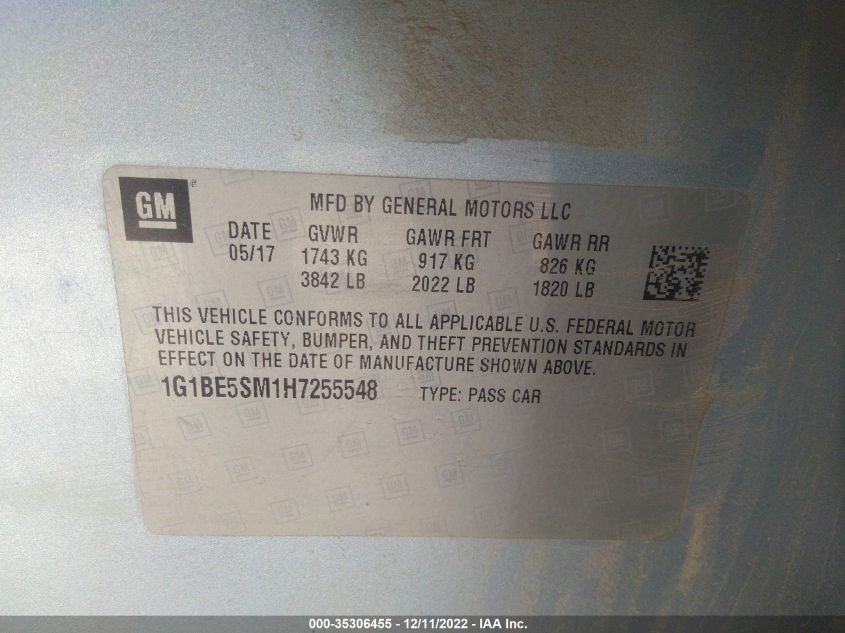 GM
MFD BY GENERAL MOTORS LLC
DATE GVWR GAWR FRT GAWR RR
05/17 1743 KG 917 KG 826 KG
3842 LB 2022 LB 1820 LB
THIS VEHICLE CONFORMS TO ALL APPLICABLE U.S. FEDERAL MOTOR
VEHICLE SAFETY, BUMPER, AND THEFT PREVENTION STANDARDS IN
EFFECT ON THE DATE OF MANUFACTURE SHOWN ABOVE.
1G1BE5SM1H7255548 TYPE: PASS CAR
000-35306455 - 12/11/2022 - IAA Inc.